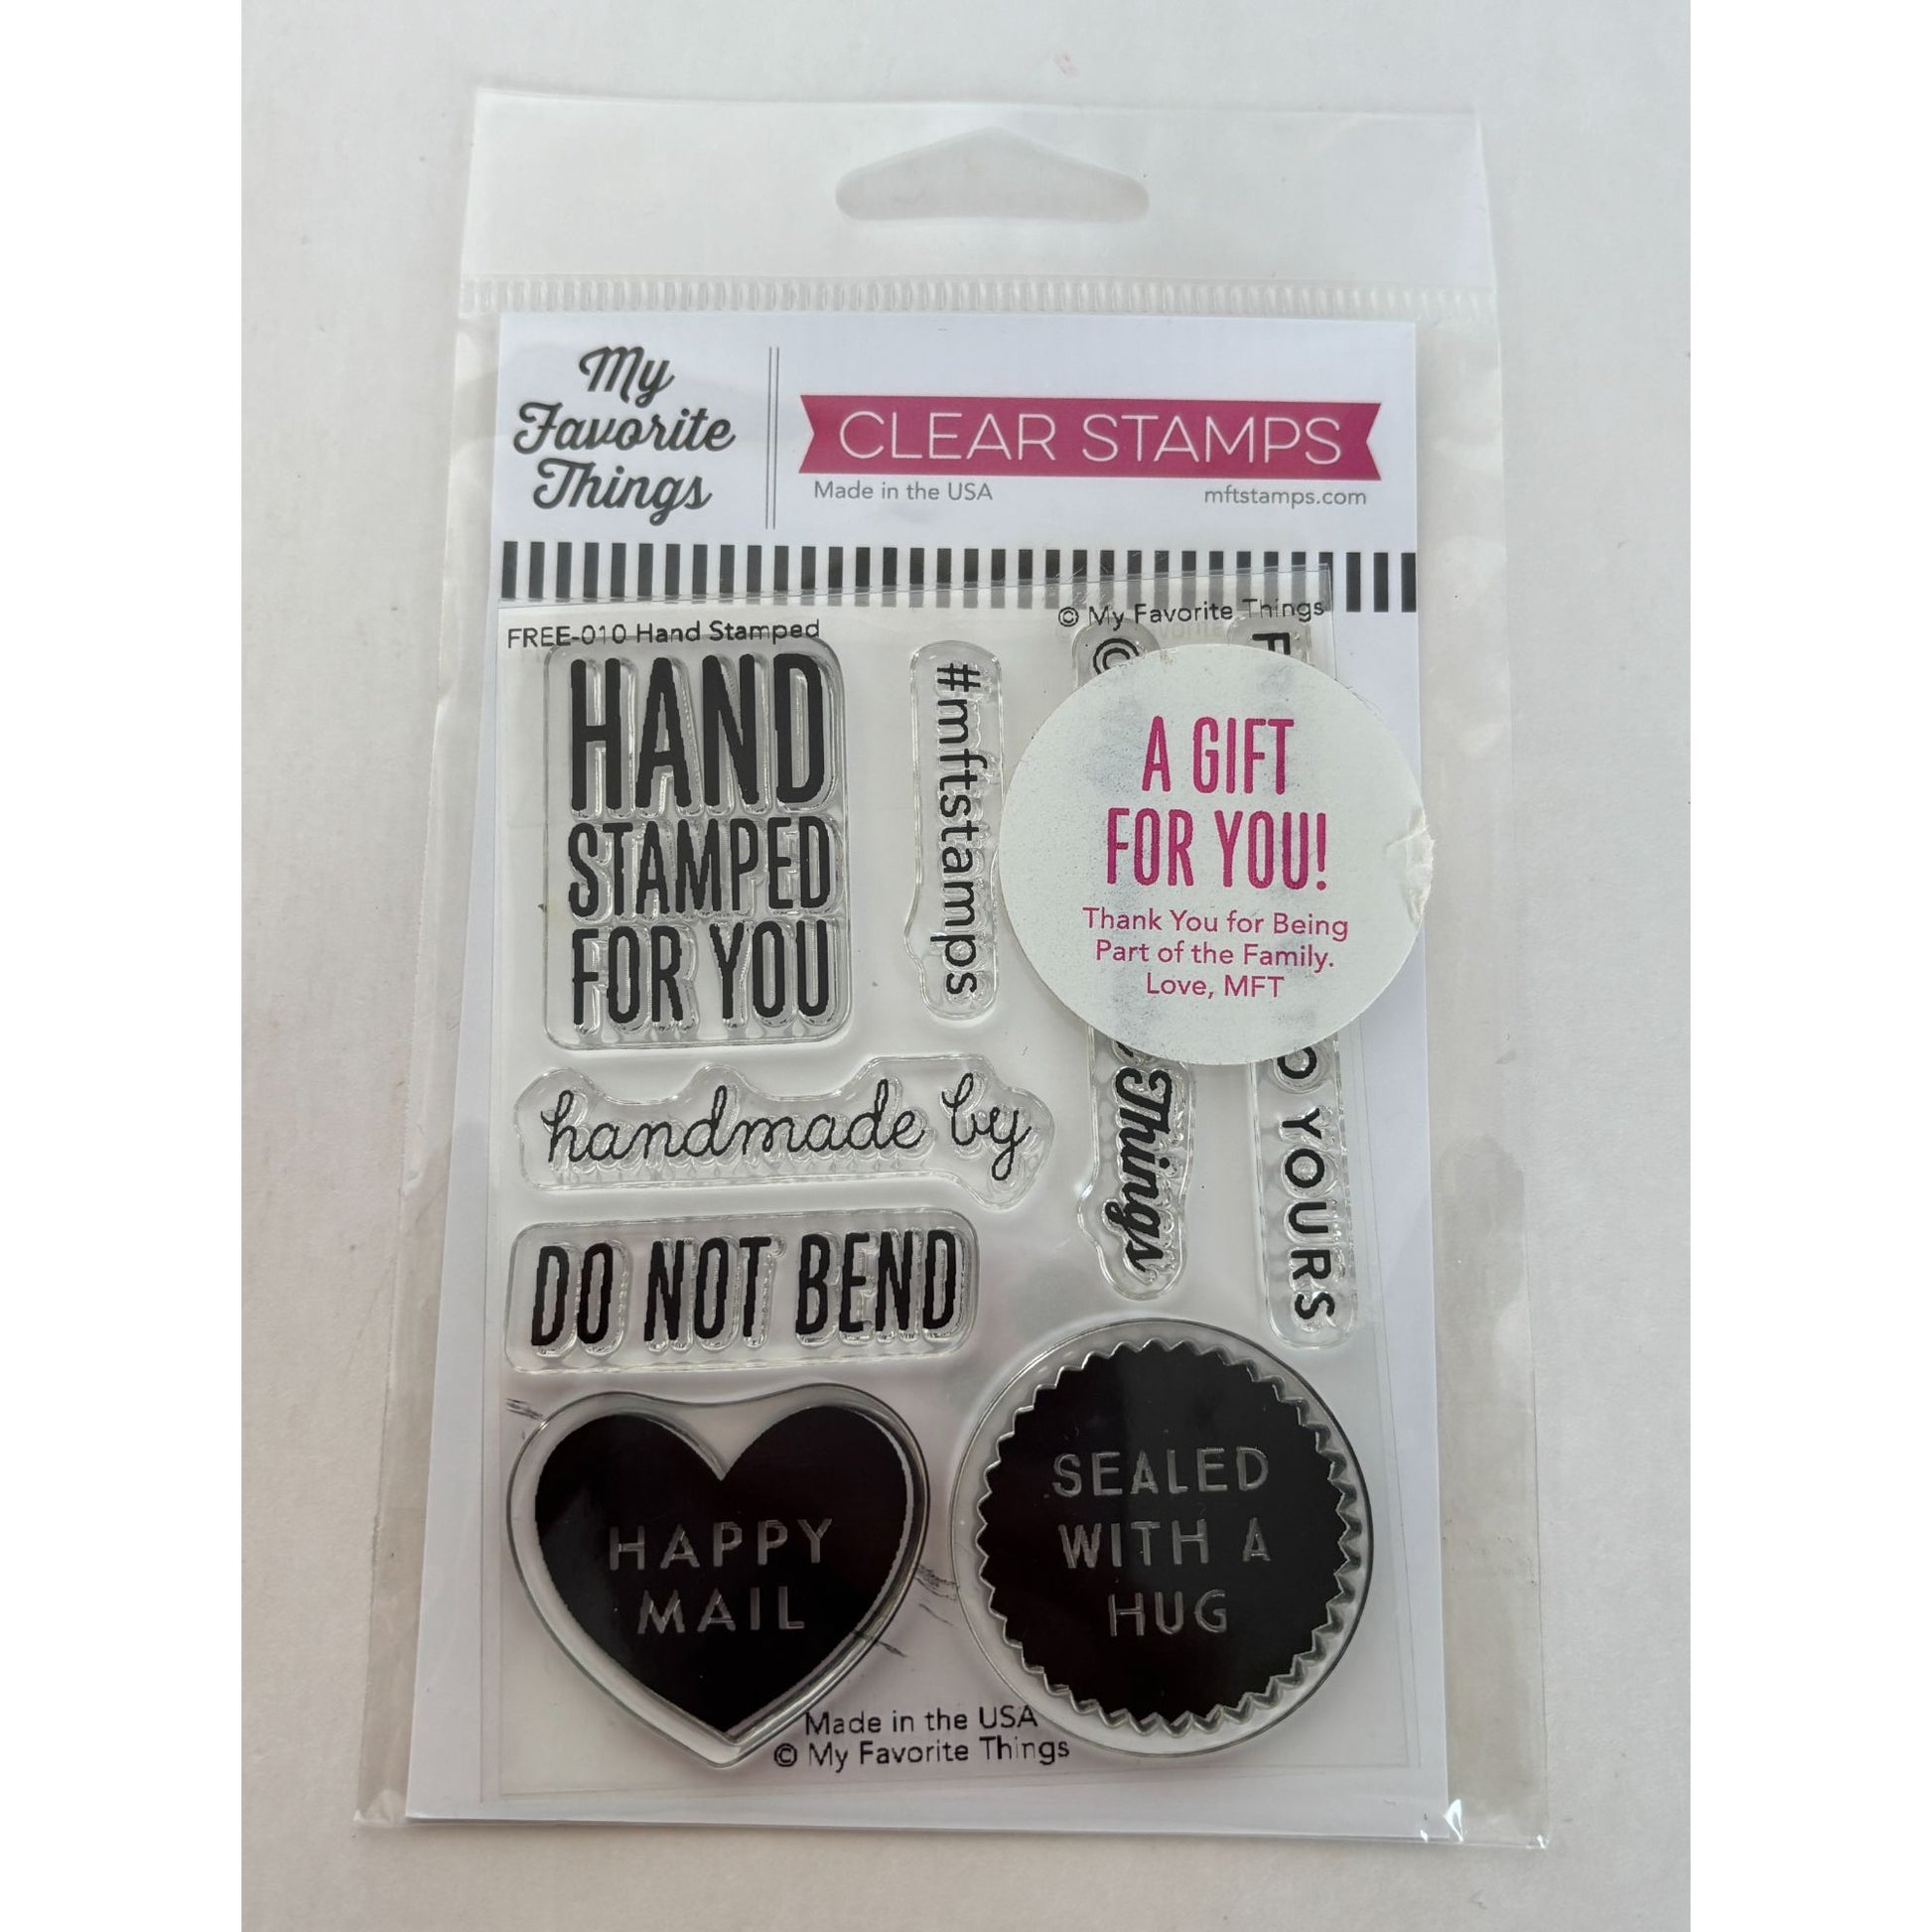 My
Favorite
Things
CLEAR STAMPS
Made in the USA
mftstamps.com
© My Favorite Things
FREE-010 Hand Stamped
HAND
STAMPED
FOR YOU
#mftstamps
©
Things
YOURS
A GIFT
FOR YOU!
Thank You for Being
Part of the Family.
Love, MFT
handmade by
DO NOT BEND
HAPPY
MAIL
SEALED
WITH A
HUG
Made in the USA
© My Favorite Things